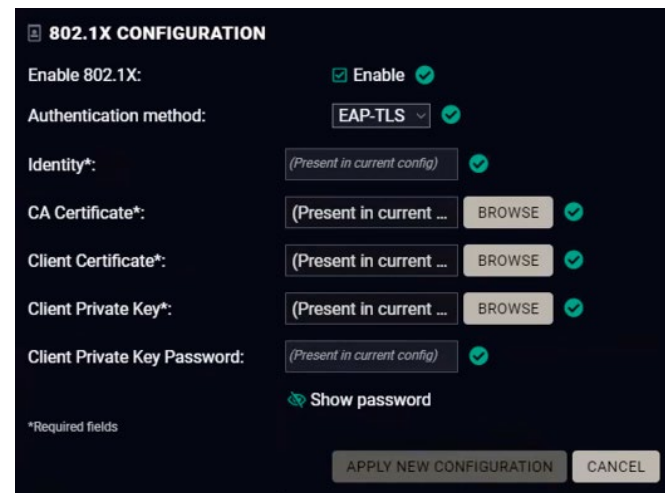 802.1X CONFIGURATION
Enable 802.1X: Enable
Authentication method: EAP-TLS
Identity*: (Present in current config)
CA Certificate*: (Present in current ... BROWSE
Client Certificate*: (Present in current ... BROWSE
Client Private Key*: (Present in current ... BROWSE
Client Private Key Password: (Present in current config)
Show password
*Required fields
APPLY NEW CONFIGURATION CANCEL